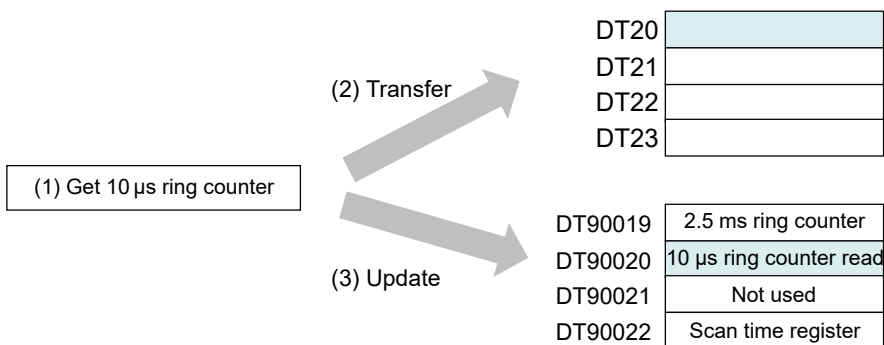 DT20
DT21
DT22
DT23
(2) Transfer
(1) Get 10 μs ring counter
(3) Update
DT90019 2.5 ms ring counter
DT90020 10 μs ring counter read
DT90021 Not used
DT90022 Scan time register